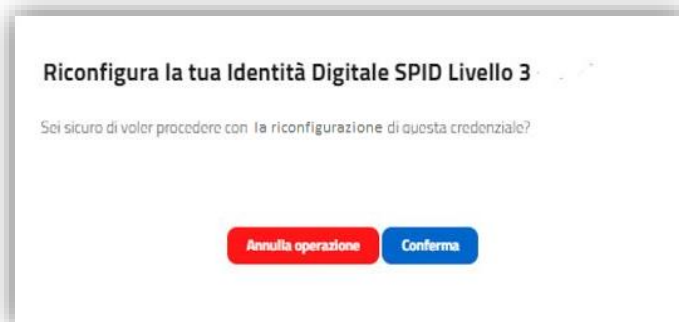 Riconfigura la tua Identità Digitale SPID Livello 3
Sei sicuro di voler procedere con la riconfigurazione di questa credenziale?
Annulla operazione Conferma